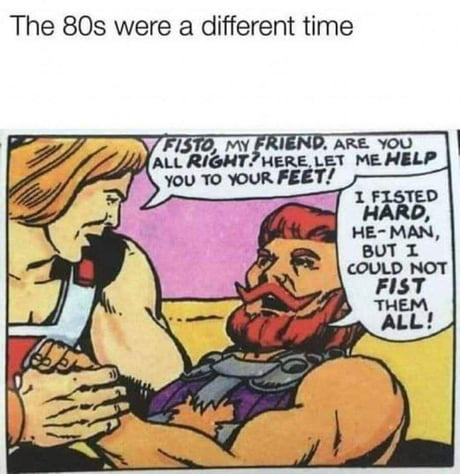 The 80s were a different time
FISTO, MY FRIEND. ARE YOU
ALL RIGHT? HERE, LET ME HELP
YOU TO YOUR FEET!
I FISTED
HARD,
HE-MAN,
BUT I
COULD NOT
FIST
THEM
ALL!